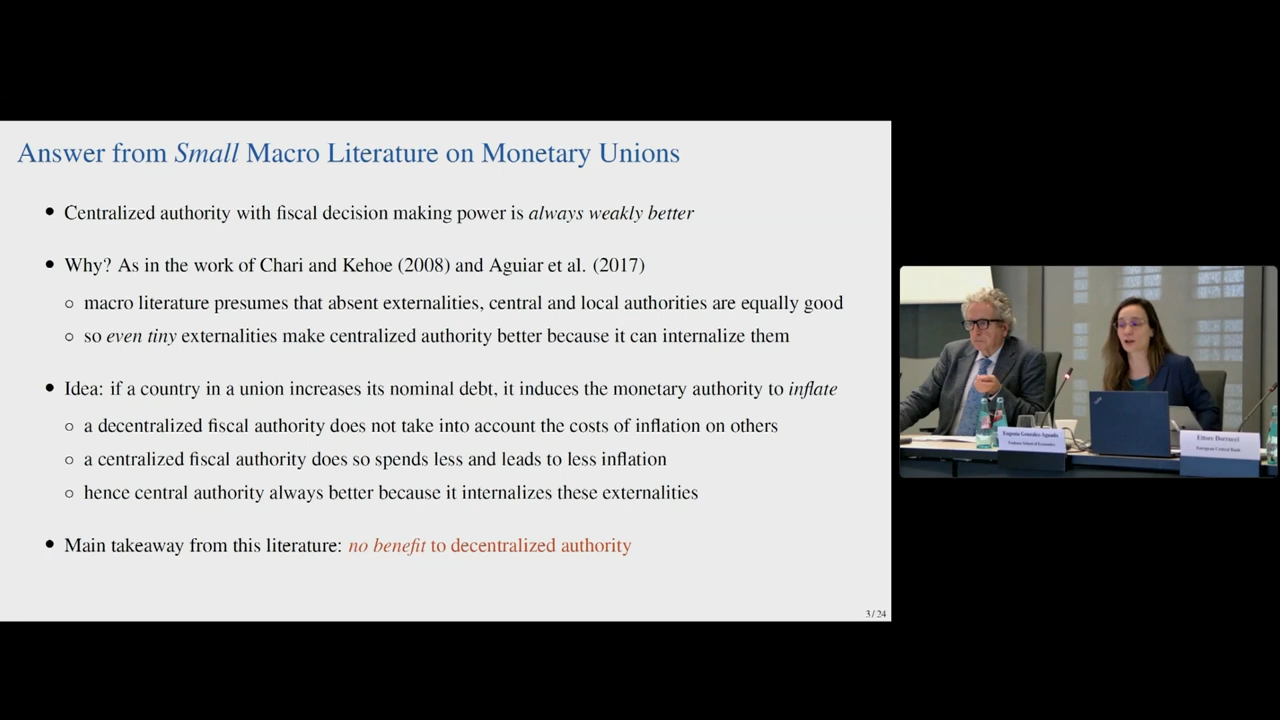 Answer from Small Macro Literature on Monetary Unions
• Centralized authority with fiscal decision making power is always weakly better
• Why? As in the work of Chari and Kehoe (2008) and Aguiar et al. (2017)
○ macro literature presumes that absent externalities, central and local authorities are equally good
○ so even tiny externalities make centralized authority better because it can internalize them
• Idea: if a country in a union increases its nominal debt, it induces the monetary authority to inflate
○ a decentralized fiscal authority does not take into account the costs of inflation on others
○ a centralized fiscal authority does so spends less and leads to less inflation
○ hence central authority always better because it internalizes these externalities
• Main takeaway from this literature: no benefit to decentralized authority
3 / 24
Ettore Dorrucci
European Central Bank